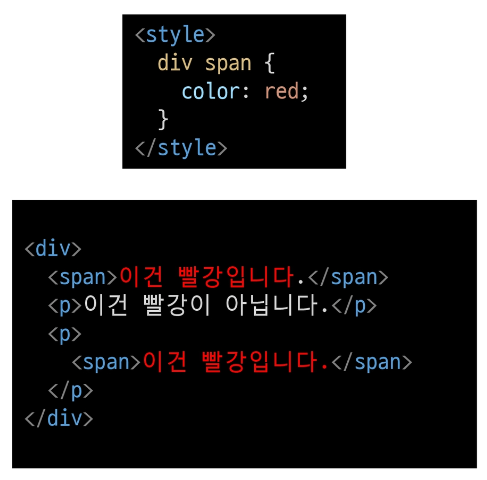 <style>
div span {
color: red;
}
</style>
<div>
<span>이건 빨강입니다.</span>
<p>이건 빨강이 아닙니다.</p>
<p>
<span>이건 빨강입니다.</span>
</p>
</div>